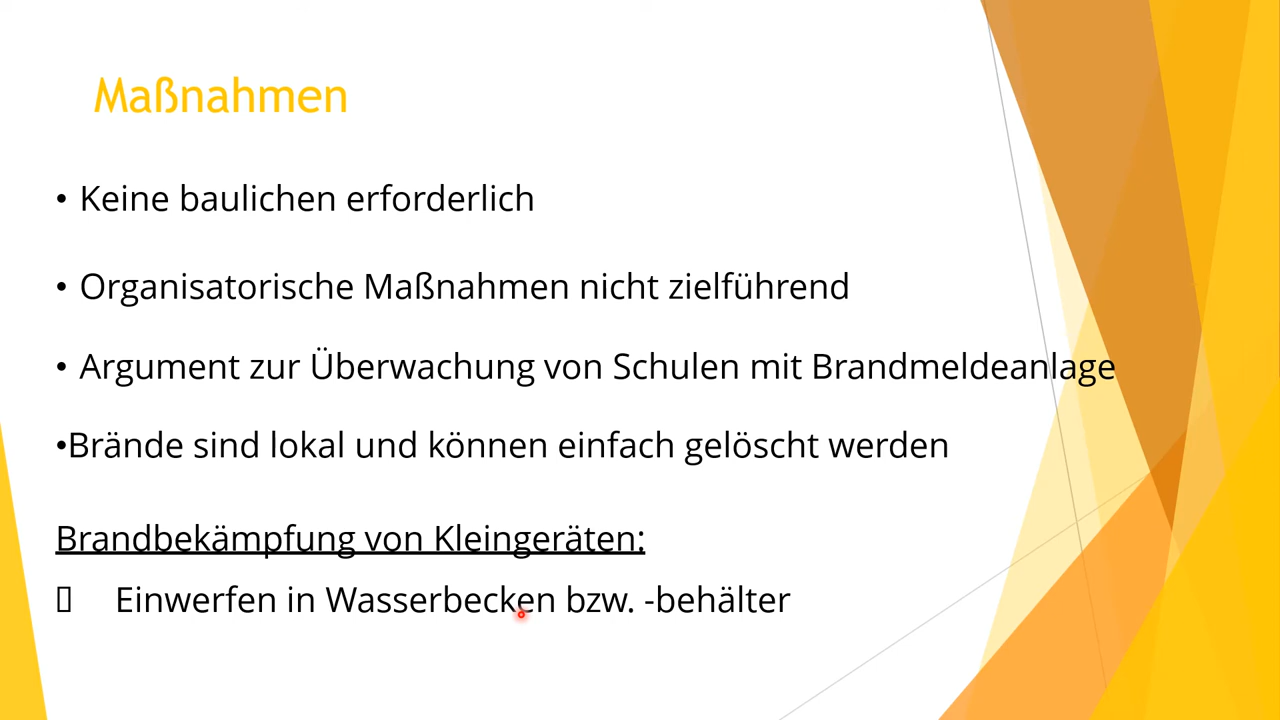 Maßnahmen
• Keine baulichen erforderlich
• Organisatorische Maßnahmen nicht zielführend
• Argument zur Überwachung von Schulen mit Brandmeldeanlage
•Brände sind lokal und können einfach gelöscht werden
Brandbekämpfung von Kleingeräten:
▯ Einwerfen in Wasserbecken bzw. -behälter